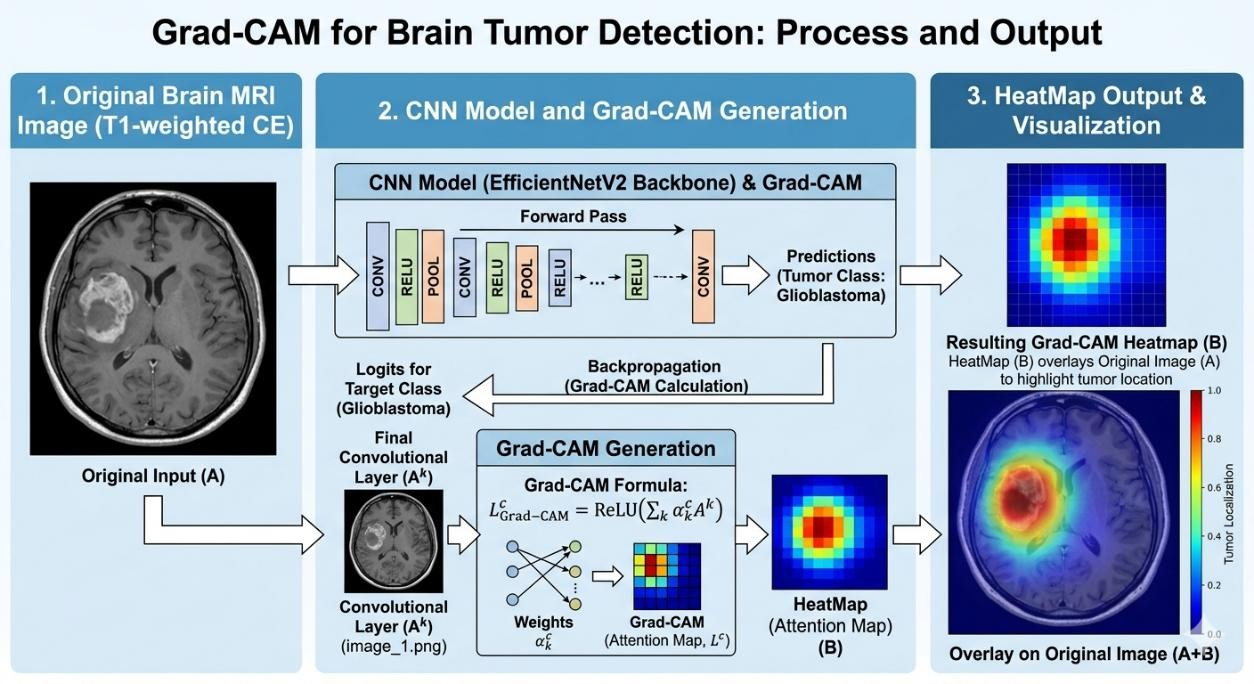 Grad-CAM for Brain Tumor Detection: Process and Output
1. Original Brain MRI
Image (T1-weighted CE)
Original Input (A)
2. CNN Model and Grad-CAM Generation
CNN Model (EfficientNetV2 Backbone) & Grad-CAM
Forward Pass
CONV
RELU
POOL
CONV
RELU
POOL
RELU
...
RELU
CONV
Predictions
(Tumor Class:
Glioblastoma)
Backpropagation
(Grad-CAM Calculation)
Logits for
Target Class
(Glioblastoma)
Final
Convolutional
Layer (Aᵏ)
Convolutional
Layer (Aᵏ)
(image_1.png)
Grad-CAM Generation
Grad-CAM Formula:
L^c_Grad−CAM = ReLU(∑_k α^c_k A^k)
Weights
α^c_k
Grad-CAM
(Attention Map, Lᶜ)
HeatMap
(Attention Map)
(B)
3. HeatMap Output &
Visualization
Resulting Grad-CAM Heatmap (B)
HeatMap (B) overlays Original Image (A)
to highlight tumor location
1.0
0.8
0.6
0.4
0.2
0.0
Tumor Localization
Overlay on Original Image (A+B)